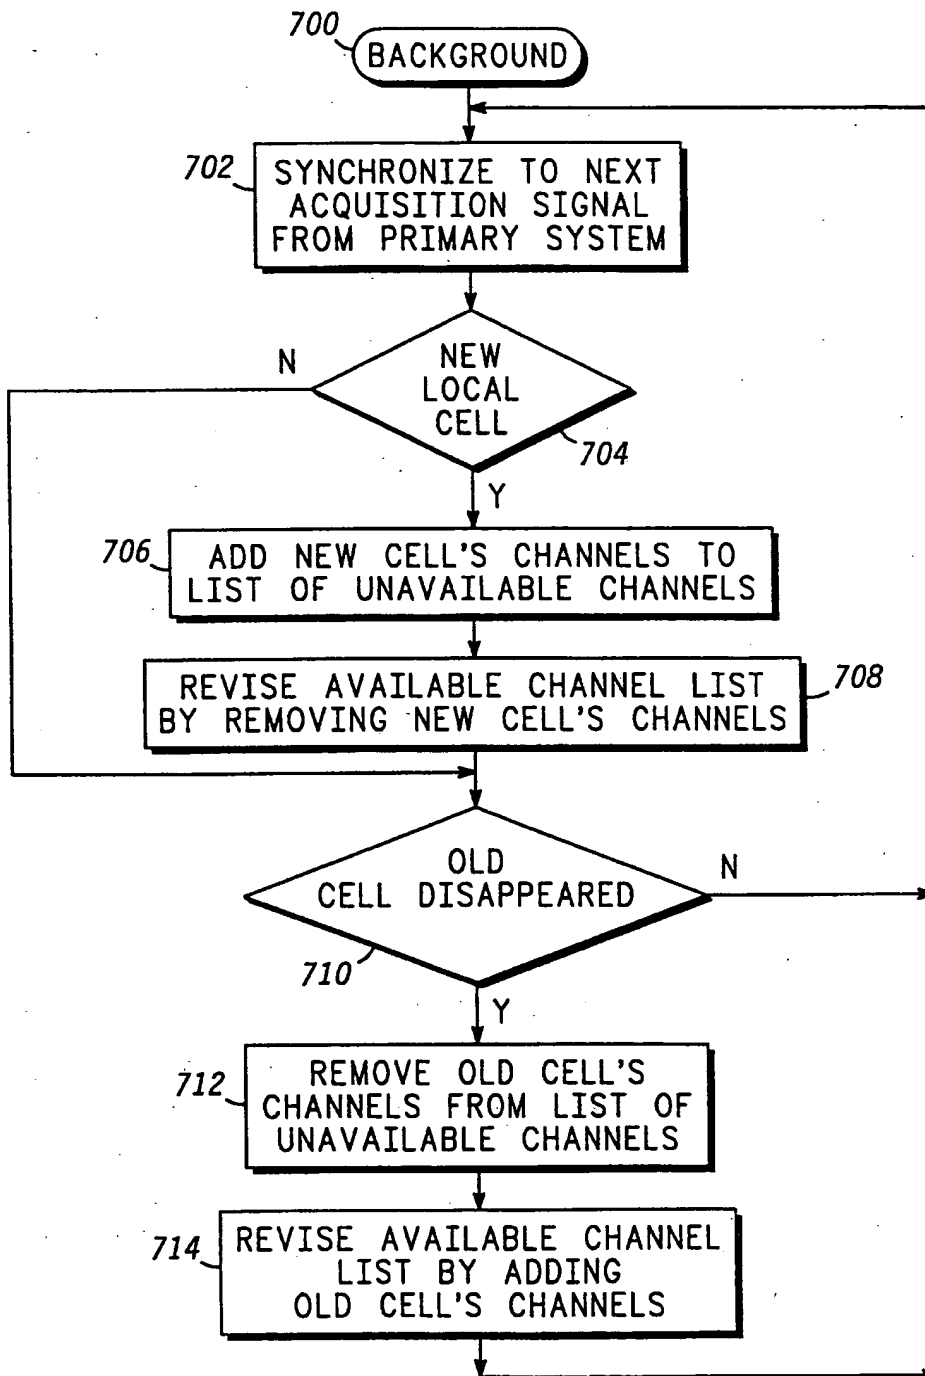 700
BACKGROUND
702
SYNCHRONIZE TO NEXT
ACQUISITION SIGNAL
FROM PRIMARY SYSTEM
N
NEW
LOCAL
CELL
704
Y
706
ADD NEW CELL'S CHANNELS TO
LIST OF UNAVAILABLE CHANNELS
REVISE AVAILABLE CHANNEL LIST
BY REMOVING NEW CELL'S CHANNELS
708
OLD
CELL DISAPPEARED
N
710
Y
712
REMOVE OLD CELL'S
CHANNELS FROM LIST OF
UNAVAILABLE CHANNELS
714
REVISE AVAILABLE CHANNEL
LIST BY ADDING
OLD CELL'S CHANNELS